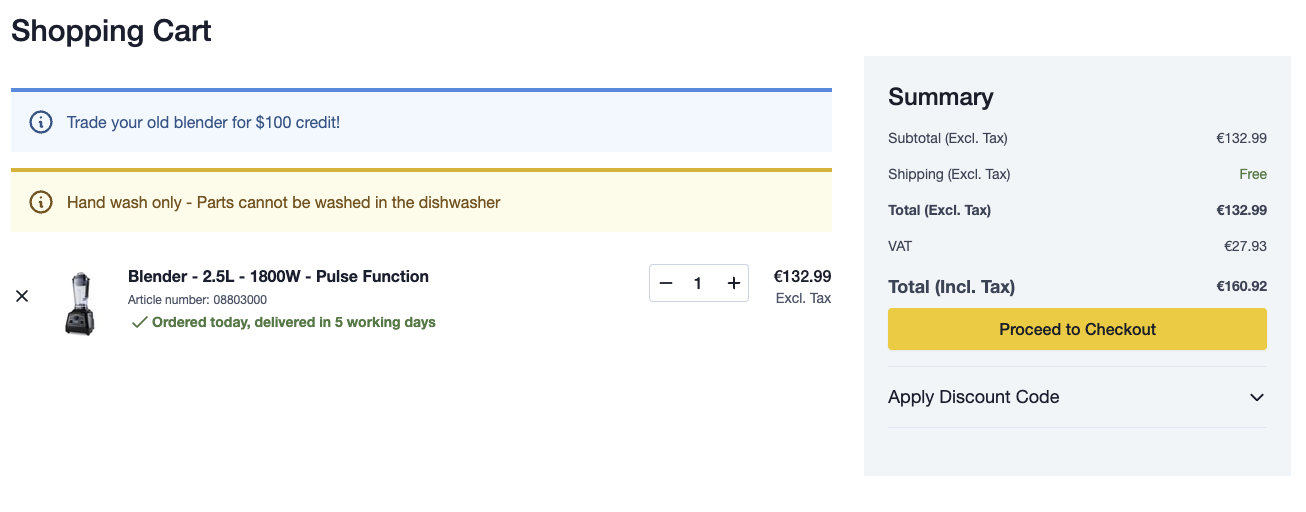 Shopping Cart
Trade your old blender for $100 credit!
Hand wash only - Parts cannot be washed in the dishwasher
Blender - 2.5L - 1800W - Pulse Function
Article number: 08803000
Ordered today, delivered in 5 working days
1
€132.99
Excl. Tax
Summary
Subtotal (Excl. Tax) €132.99
Shipping (Excl. Tax) Free
Total (Excl. Tax) €132.99
VAT €27.93
Total (Incl. Tax) €160.92
Proceed to Checkout
Apply Discount Code